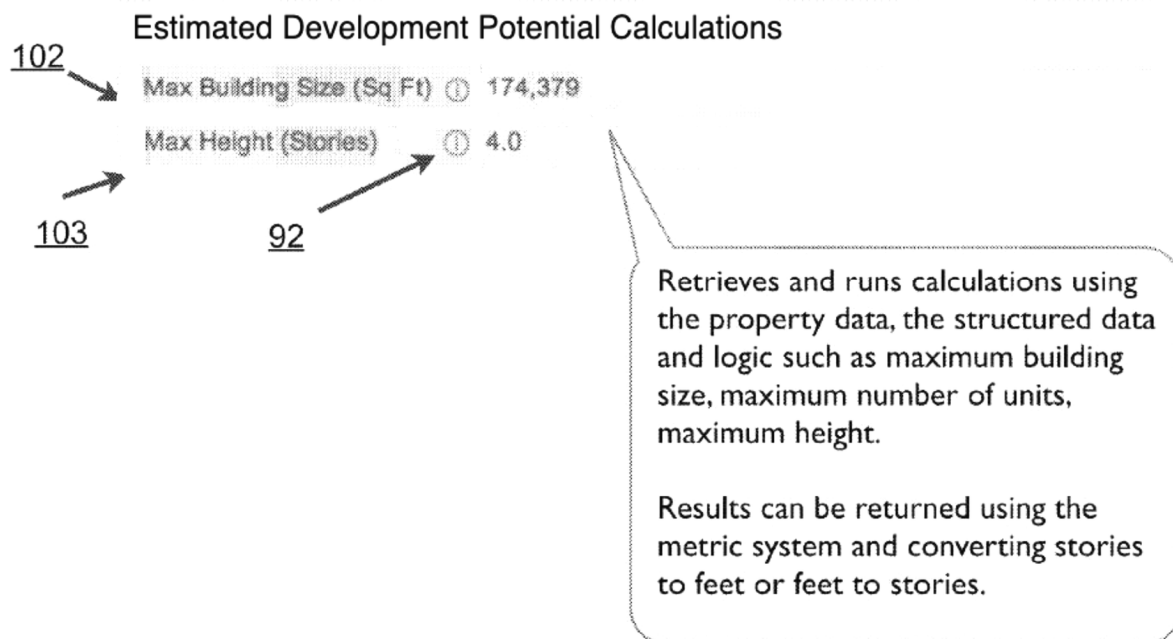 Estimated Development Potential Calculations
102
Max Building Size (Sq Ft) ⓘ 174,379
Max Height (Stories) ⓘ 4.0
103
92
Retrieves and runs calculations using
the property data, the structured data
and logic such as maximum building
size, maximum number of units,
maximum height.
Results can be returned using the
metric system and converting stories
to feet or feet to stories.